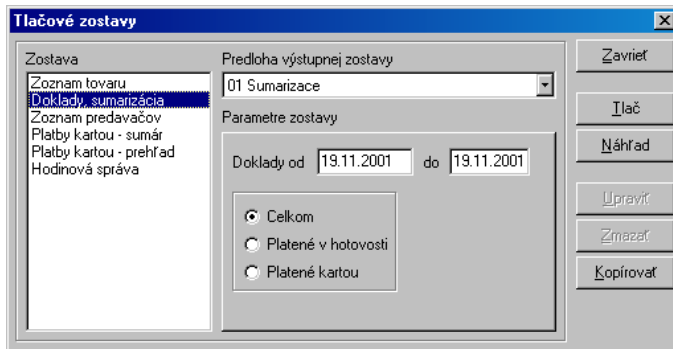 Tlačové zostavy
Zostava
Zoznam tovaru
Doklady, sumarizácia
Zoznam predavačov
Platby kartou - sumár
Platby kartou - prehľad
Hodinová správa
Predloha výstupnej zostavy
01 Sumarizace
Parametre zostavy
Doklady od 19.11.2001 do 19.11.2001
Celkom
Platené v hotovosti
Platené kartou
Zavrieť
Tlač
Náhľad
Upraviť
Zmazať
Kopírovať